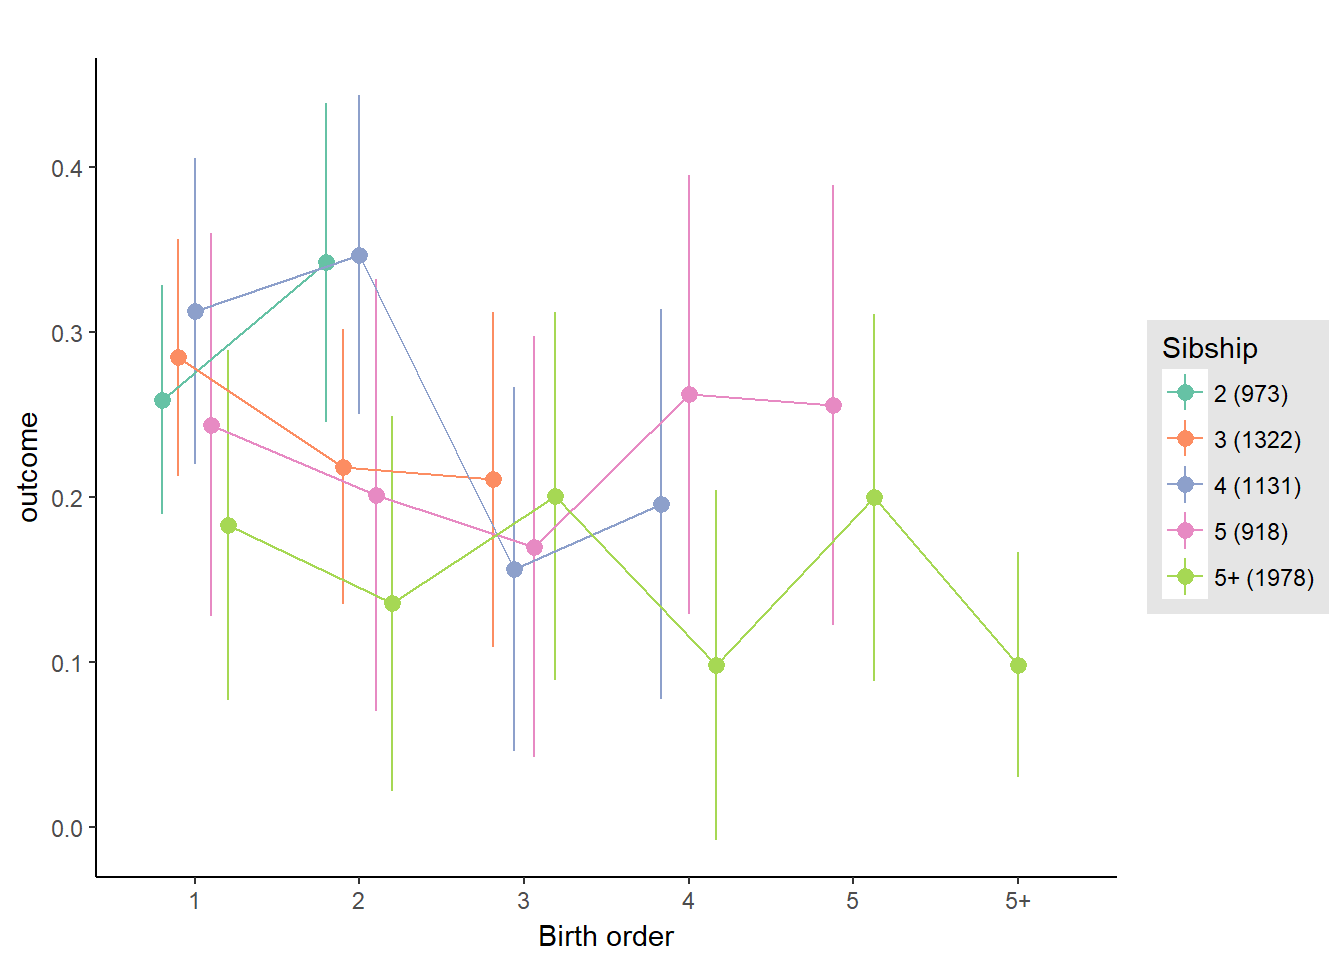 0.4
0.3
0.2
0.1
0.0
outcome
1 2 3 4 5 5+
Birth order
Sibship
2 (973)
3 (1322)
4 (1131)
5 (918)
5+ (1978)